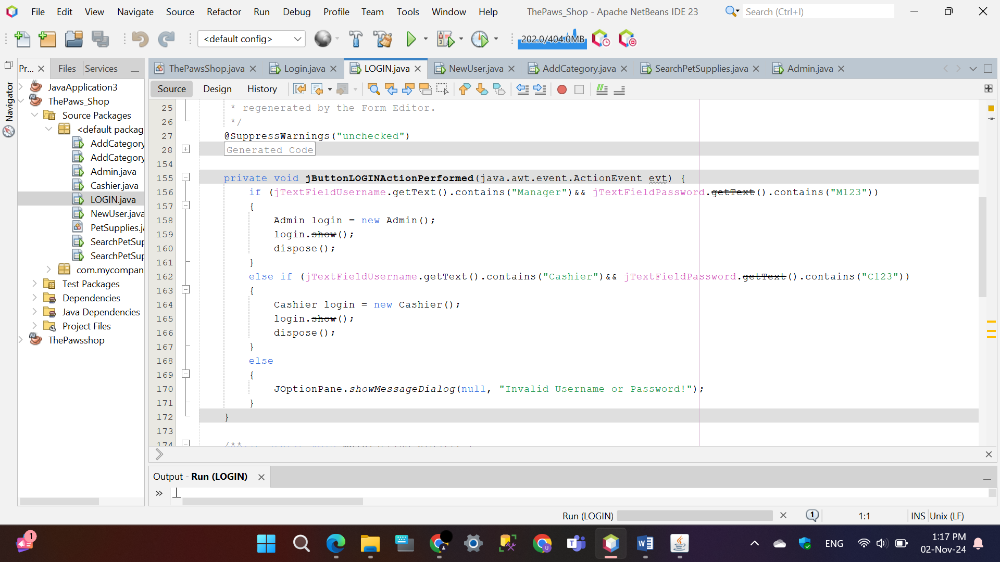 File Edit View Navigate Source Refactor Run Debug Profile Team Tools Window Help
ThePaws_Shop - Apache NetBeans IDE 23
Search (Ctrl+I)
<default config>
202.0/404.0MB
Pr... Files Services
ThePawsShop.java Login.java LOGIN.java NewUser.java AddCategory.java SearchPetSupplies.java Admin.java
Source Design History
Navigator
JavaApplication3
ThePaws_Shop
Source Packages
<default packag
AddCategory
AddCategory
Admin.java
Cashier.java
LOGIN.java
NewUser.java
PetSupplies.ja
SearchPetSup
SearchPetSup
com.mycompan
Test Packages
Dependencies
Java Dependencies
Project Files
ThePawsshop
25 * regenerated by the Form Editor.
26 */
27 @SuppressWarnings("unchecked")
28 Generated Code
154
155 private void jButtonLOGINActionPerformed(java.awt.event.ActionEvent evt) {
156 if (jTextFieldUsername.getText().contains("Manager")&& jTextFieldPassword.getText().contains("M123"))
157 {
158 Admin login = new Admin();
159 login.show();
160 dispose();
161 }
162 else if (jTextFieldUsername.getText().contains("Cashier")&& jTextFieldPassword.getText().contains("C123"))
163 {
164 Cashier login = new Cashier();
165 login.show();
166 dispose();
167 }
168 else
169 {
170 JOptionPane.showMessageDialog(null, "Invalid Username or Password!");
171 }
172 }
173
174 /**
Output - Run (LOGIN)
Run (LOGIN)
1
1:1
INS Unix (LF)
1
ENG
1:17 PM
02-Nov-24